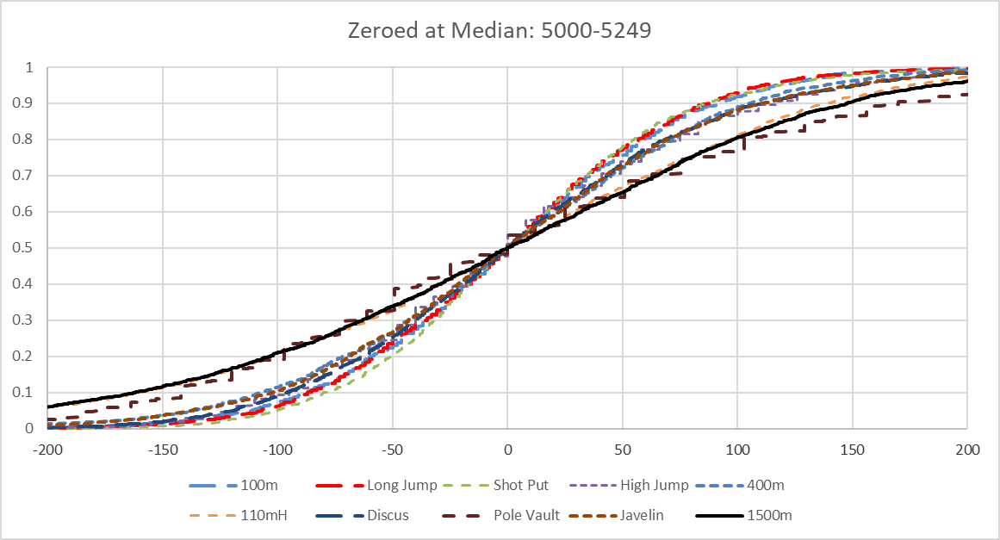 Zeroed at Median: 5000-5249
1
0.9
0.8
0.7
0.6
0.5
0.4
0.3
0.2
0.1
0
-200 -150 -100 -50 0 50 100 150 200
100m Long Jump Shot Put High Jump 400m
110mH Discus Pole Vault Javelin 1500m